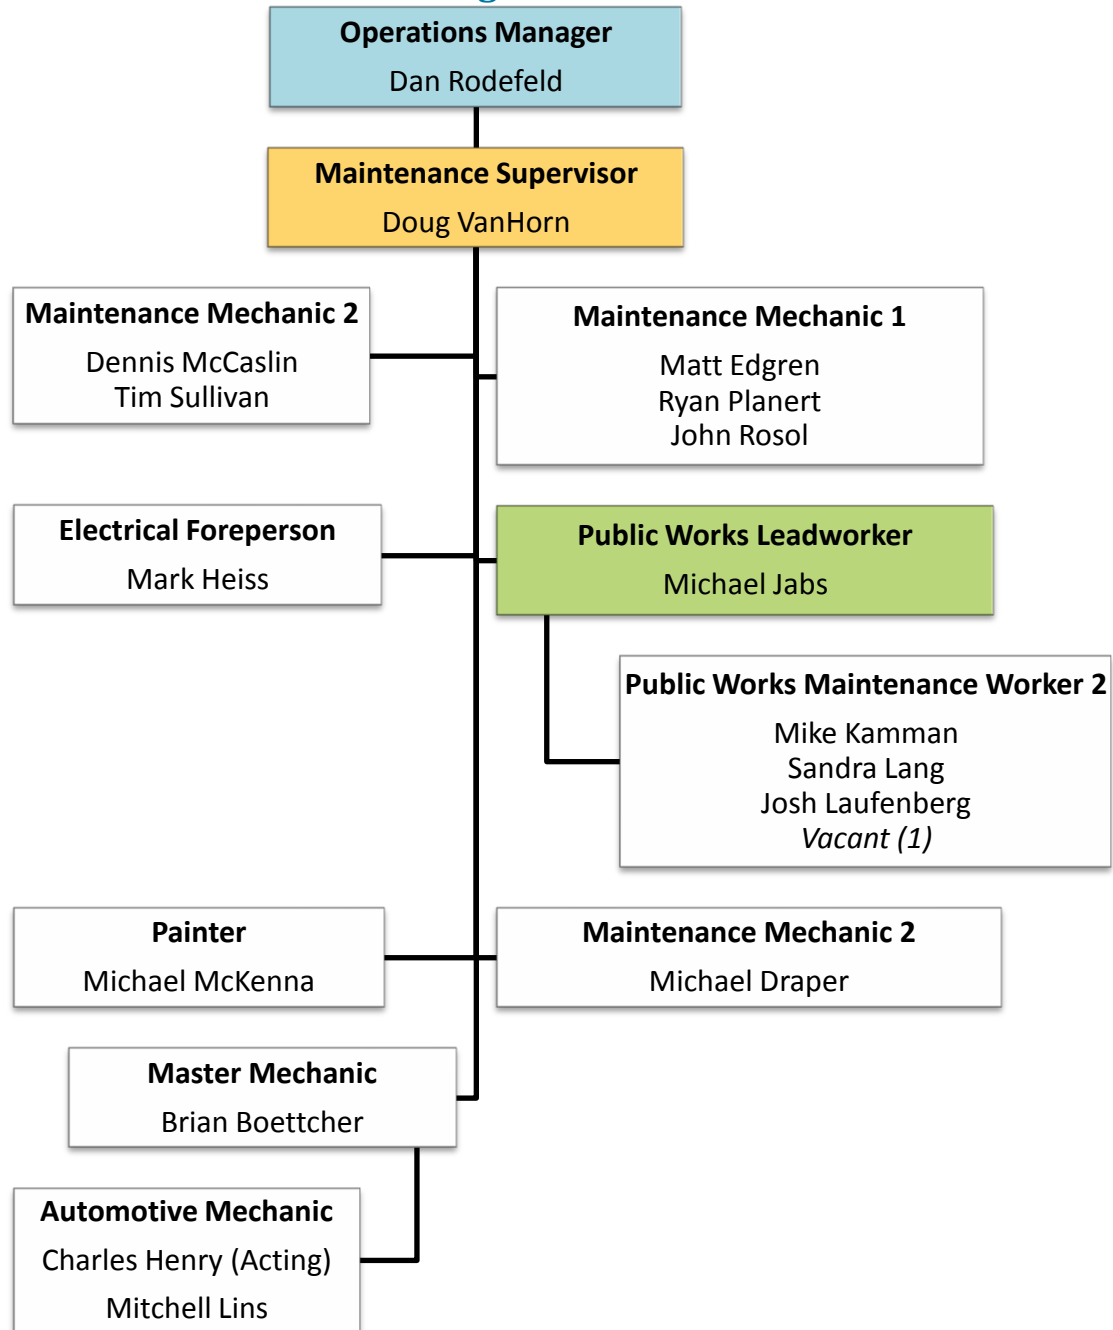 Operations Manager
Dan Rodefeld
Maintenance Supervisor
Doug VanHorn
Maintenance Mechanic 2
Dennis McCaslin
Tim Sullivan
Maintenance Mechanic 1
Matt Edgren
Ryan Planert
John Rosol
Electrical Foreperson
Mark Heiss
Public Works Leadworker
Michael Jabs
Public Works Maintenance Worker 2
Mike Kamman
Sandra Lang
Josh Laufenberg
Vacant (1)
Painter
Michael McKenna
Maintenance Mechanic 2
Michael Draper
Master Mechanic
Brian Boettcher
Automotive Mechanic
Charles Henry (Acting)
Mitchell Lins